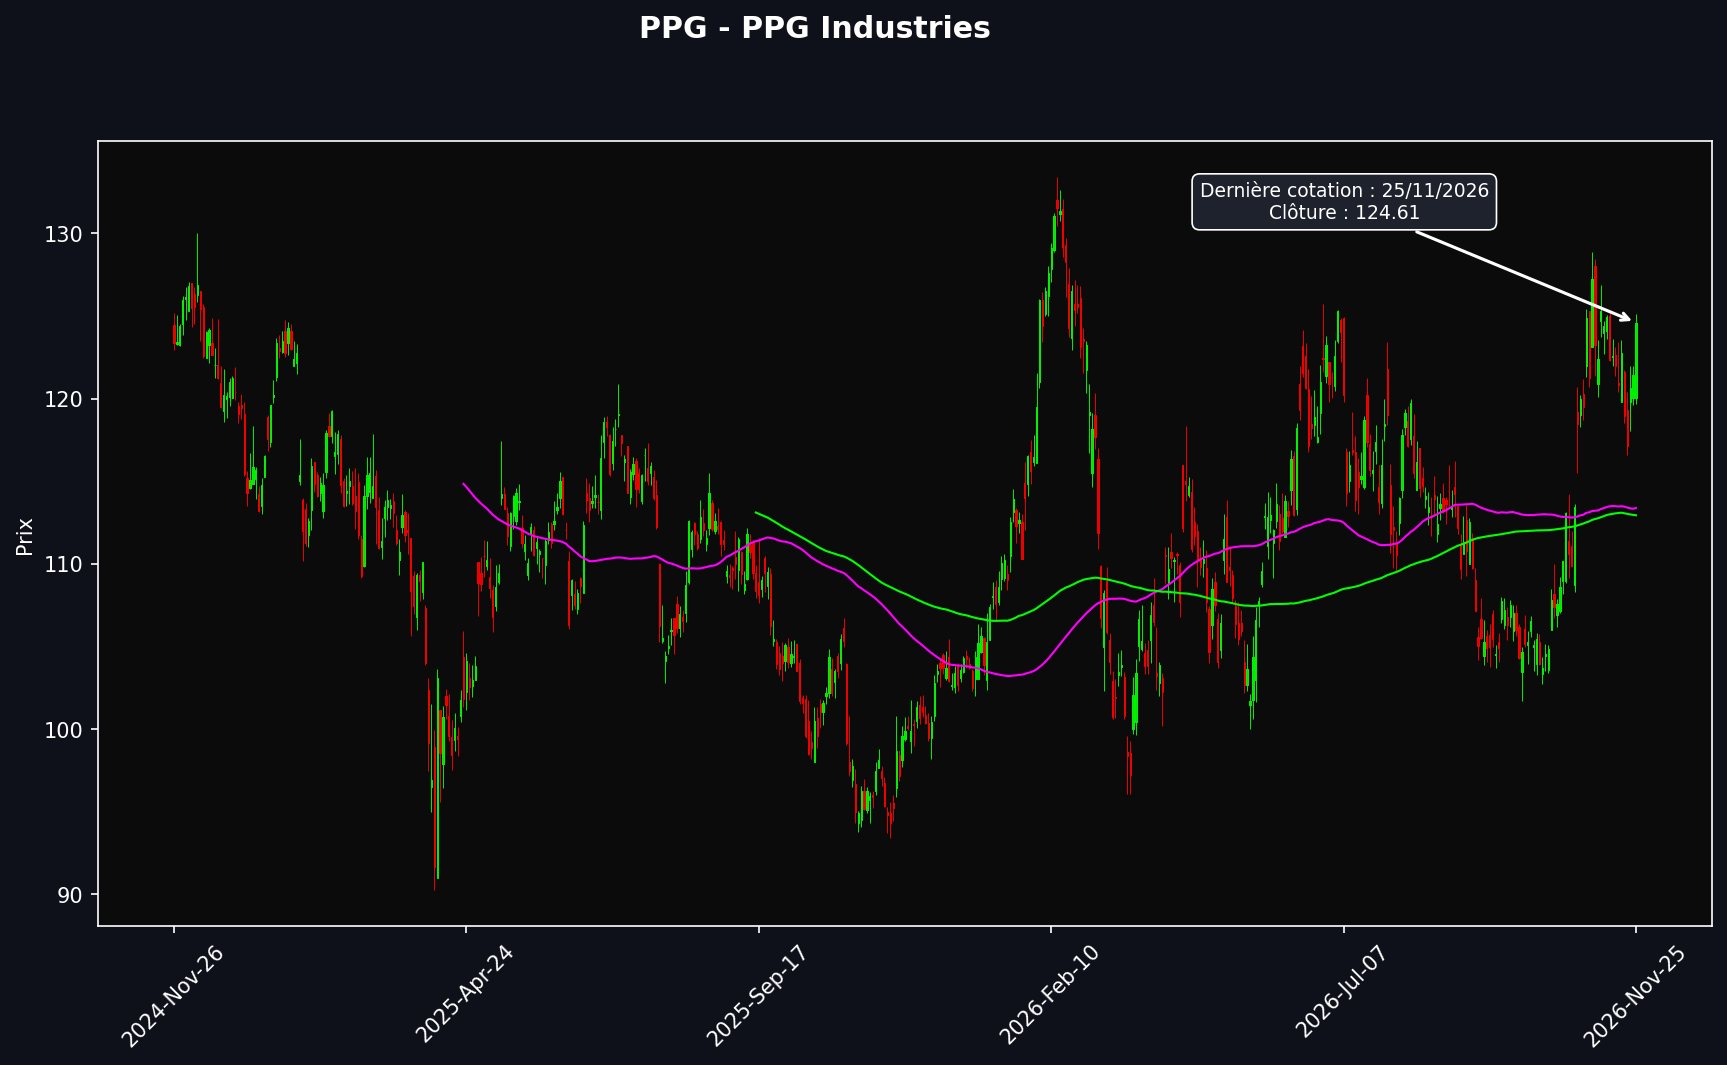 PPG - PPG Industries
Dernière cotation : 25/11/2026
Clôture : 124.61
Prix
130
120
110
100
90
2024-Nov-26
2025-Apr-24
2025-Sep-17
2026-Feb-10
2026-Jul-07
2026-Nov-25